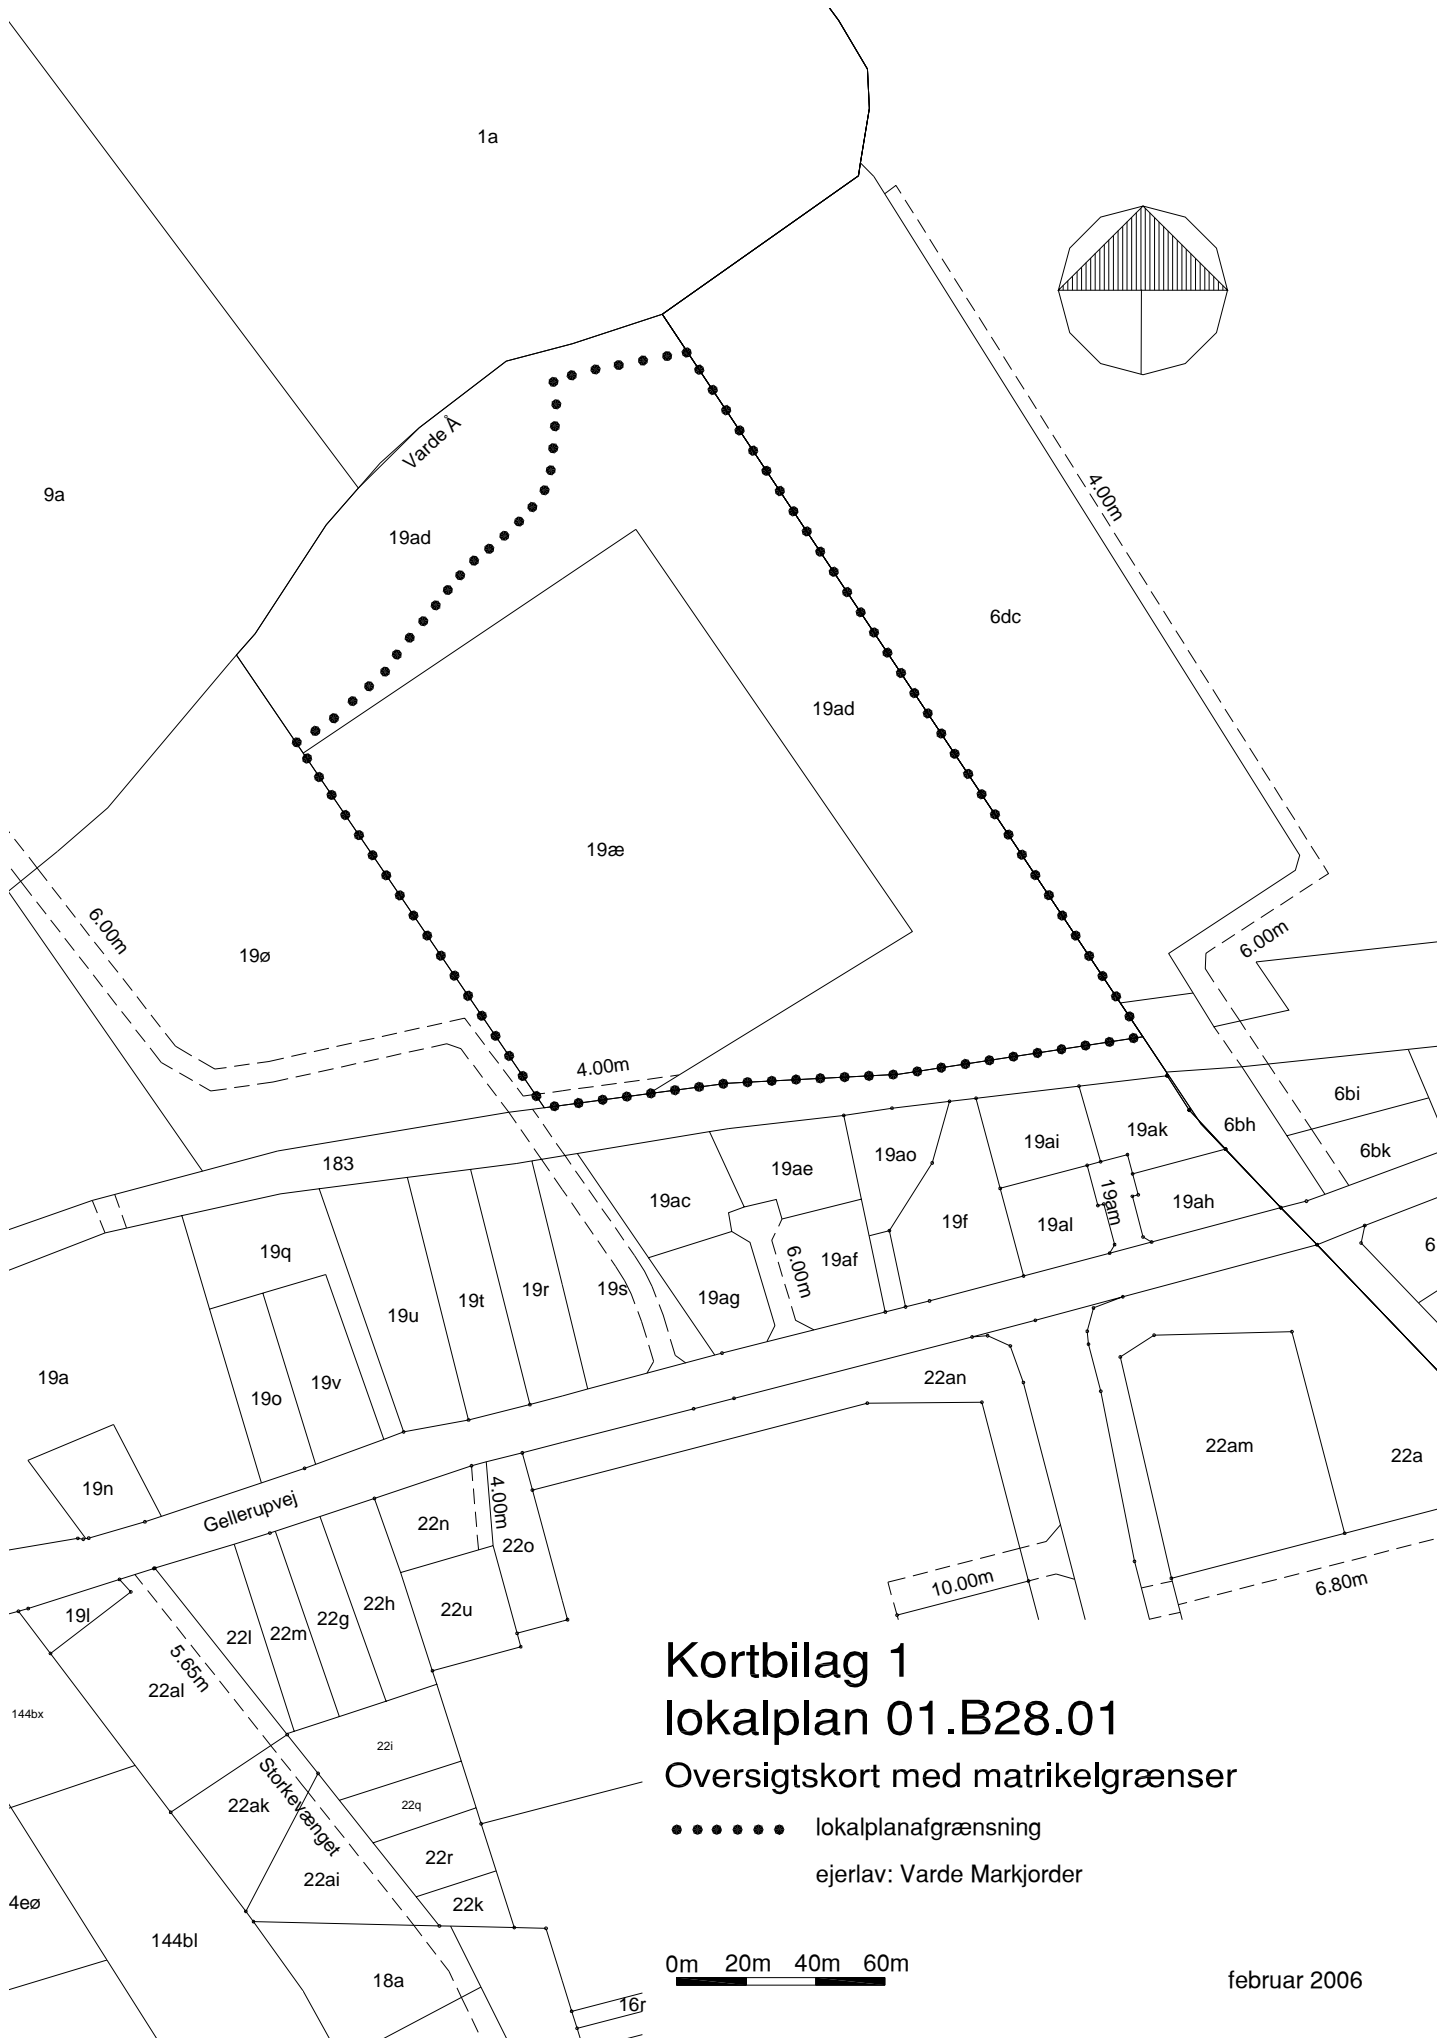 1a
Varde Å
9a
19ad
4.00m
6dc
19ad
19æ
6.00m
6.00m
19ø
4.00m
6bi
183
19ac
19ae
19ao
19ai
19ak
6bh
6bk
19am
19ah
19f
19al
19q
19u
19t
19r
19s
19ag
6.00m
19af
6
19a
19o
19v
22an
19n
22am
22a
Gellerupvej
22n
4.00m
22o
10.00m
6.80m
19l
22l
22m
22g
22h
22u
5.65m
22al
144bx
22i
Storkevænget
22ak
22q
22r
22ai
22k
4eø
144bl
18a
16r
Kortbilag 1
lokalplan 01.B28.01
Oversigtskort med matrikelgrænser
lokalplanafgrænsning
ejerlav: Varde Markjorder
0m 20m 40m 60m
februar 2006